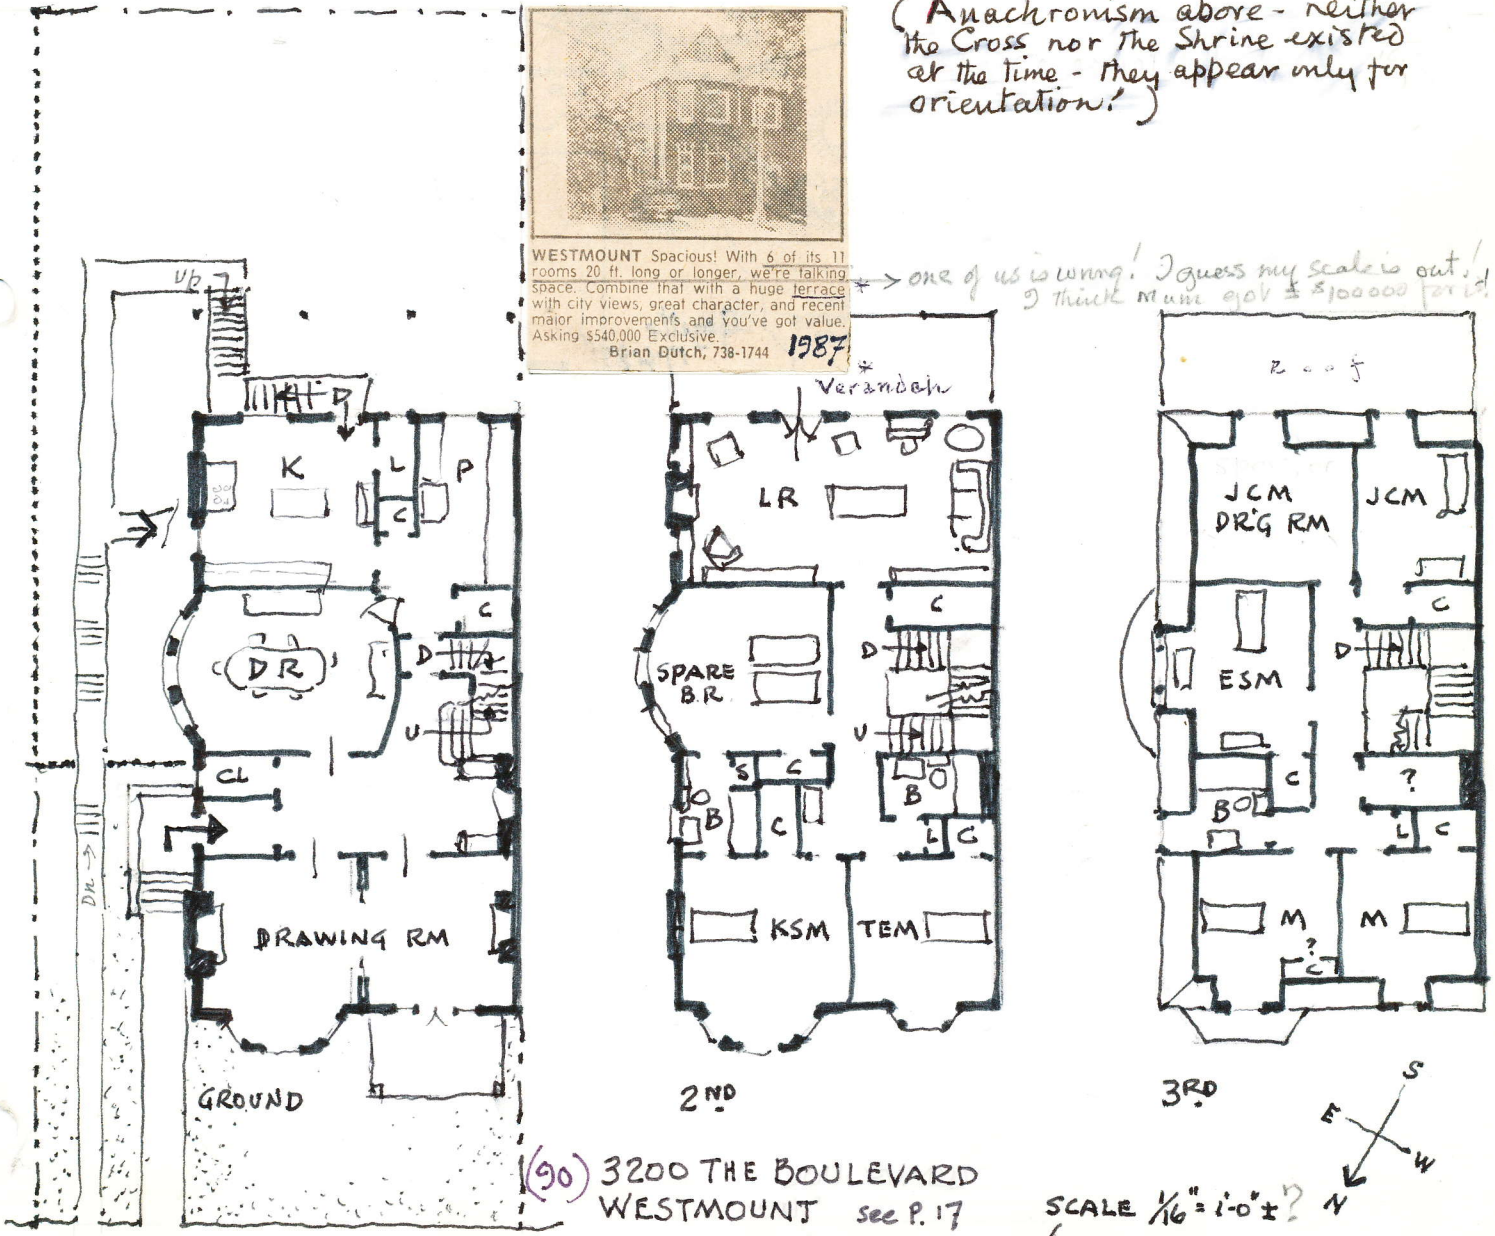 ( Anachronism above - neither
the Cross nor the Shrine existed
at the time - they appear only for
orientation! )
WESTMOUNT Spacious! With 6 of its 11
rooms 20 ft. long or longer, we're talking
space. Combine that with a huge terrace
with city views, great character, and recent
major improvements and you've got value.
Asking $540,000 Exclusive.
Brian Dutch, 738-1744
1987
* → one of us is wrong! I guess my scale is out!
I think Mum got ± $100000 for it!
UP
D
K
L
P
C
C
DR
D
U
CL
Dn →
DRAWING RM
GROUND
*
Verandah
LR
C
SPARE
B.R.
D
U
S
C
B
B
C
L
C
KSM
TEM
2ND
Roof
JCM
DR'G RM
JCM
C
ESM
D
C
?
B
L
C
M
M
?
C
3RD
S
E
W
N
(90) 3200 THE BOULEVARD
WESTMOUNT see P. 17
SCALE 1/16" = 1'-0" ± ?